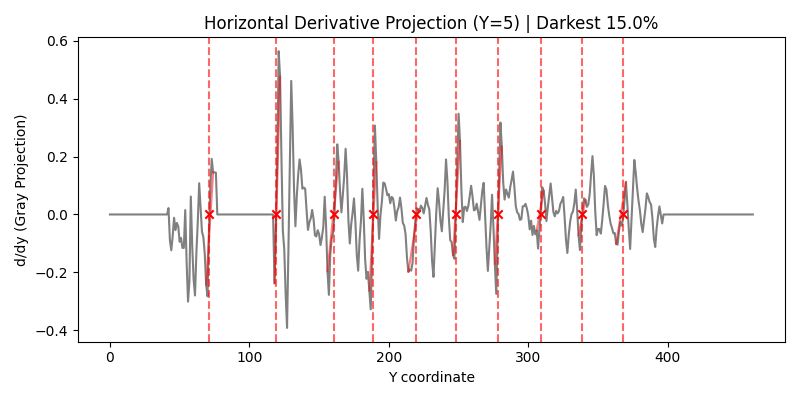 Horizontal Derivative Projection (Y=5) | Darkest 15.0%
d/dy (Gray Projection)
0.6
0.4
0.2
0.0
−0.2
−0.4
0 100 200 300 400
Y coordinate